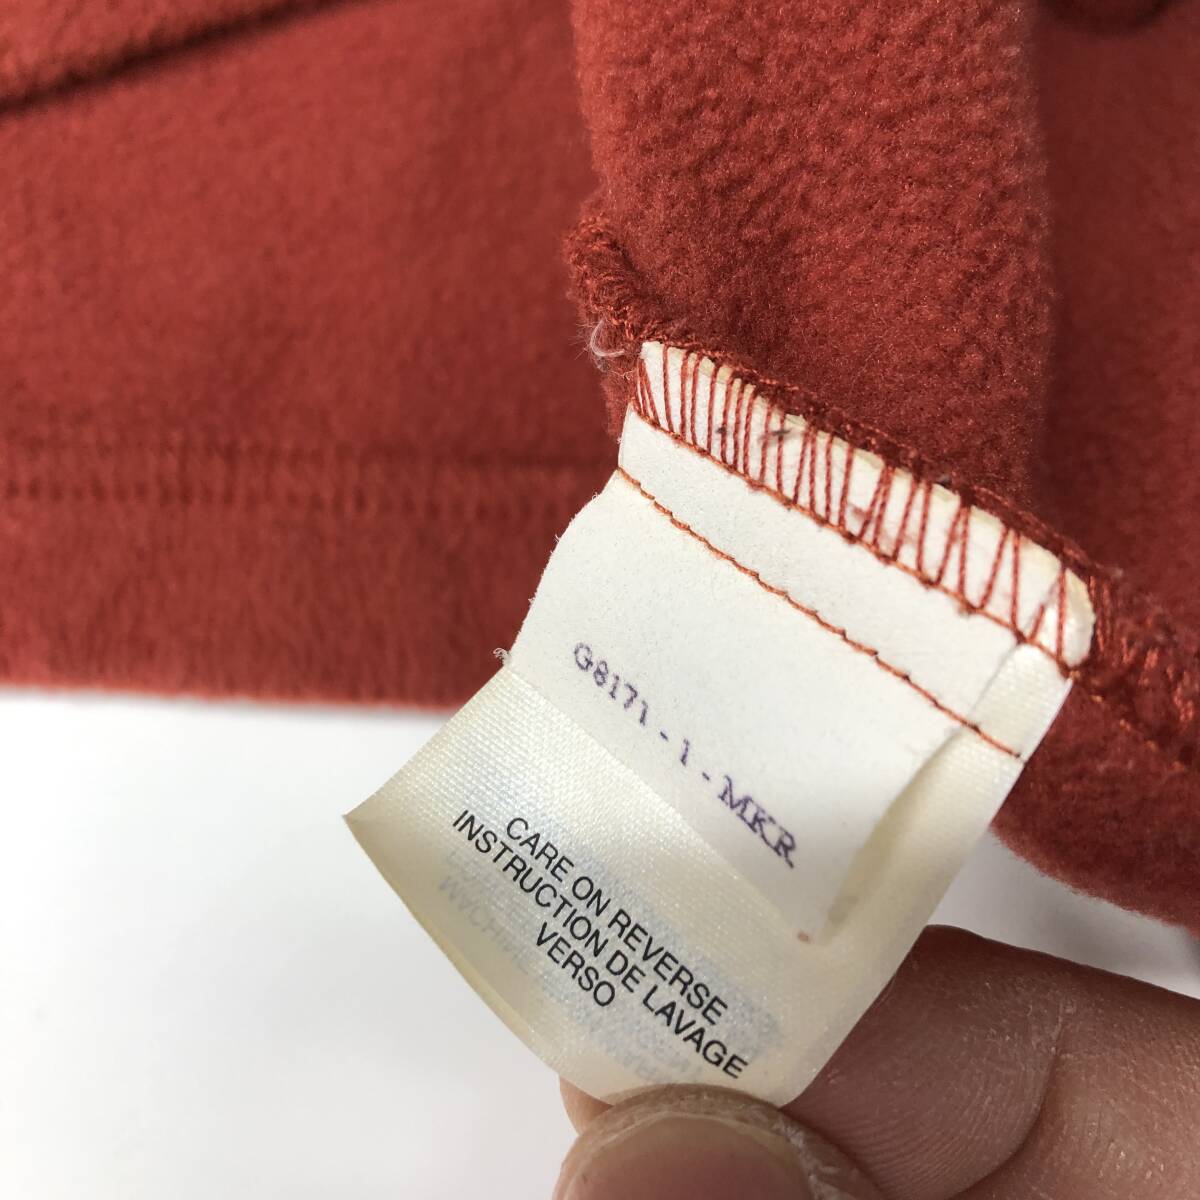 G8171 - 1 - MKR
CARE ON REVERSE
INSTRUCTION DE LAVAGE
VERSO